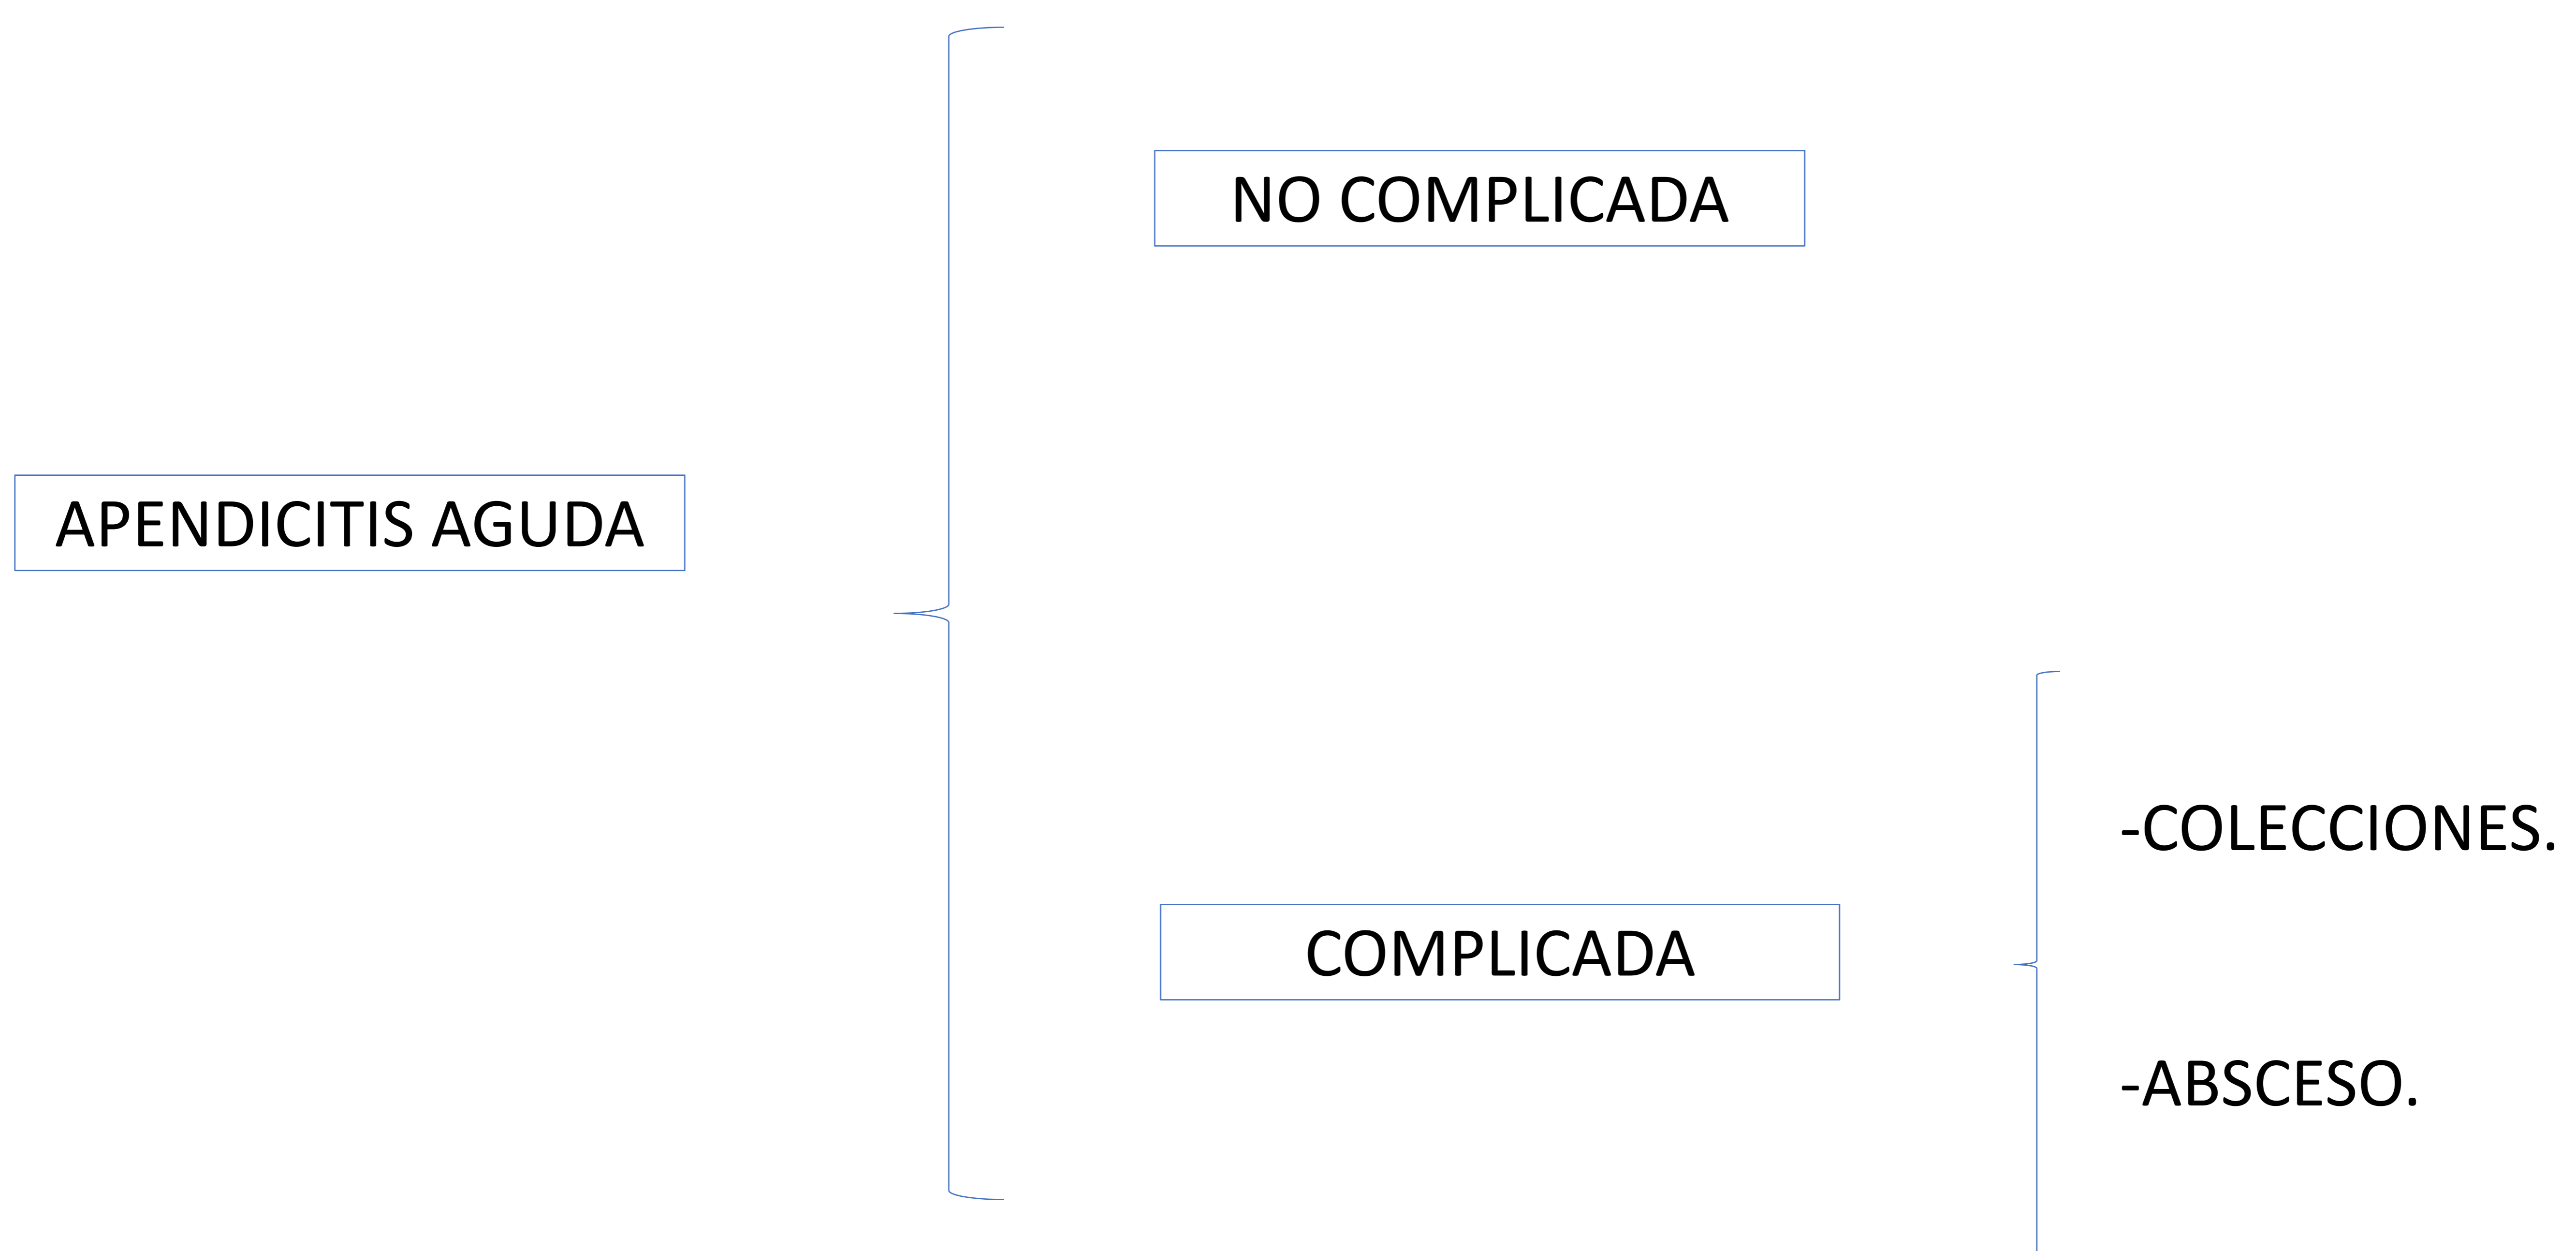 NO COMPLICADA
APENDICITIS AGUDA
-COLECCIONES.
COMPLICADA
-ABSCESO.